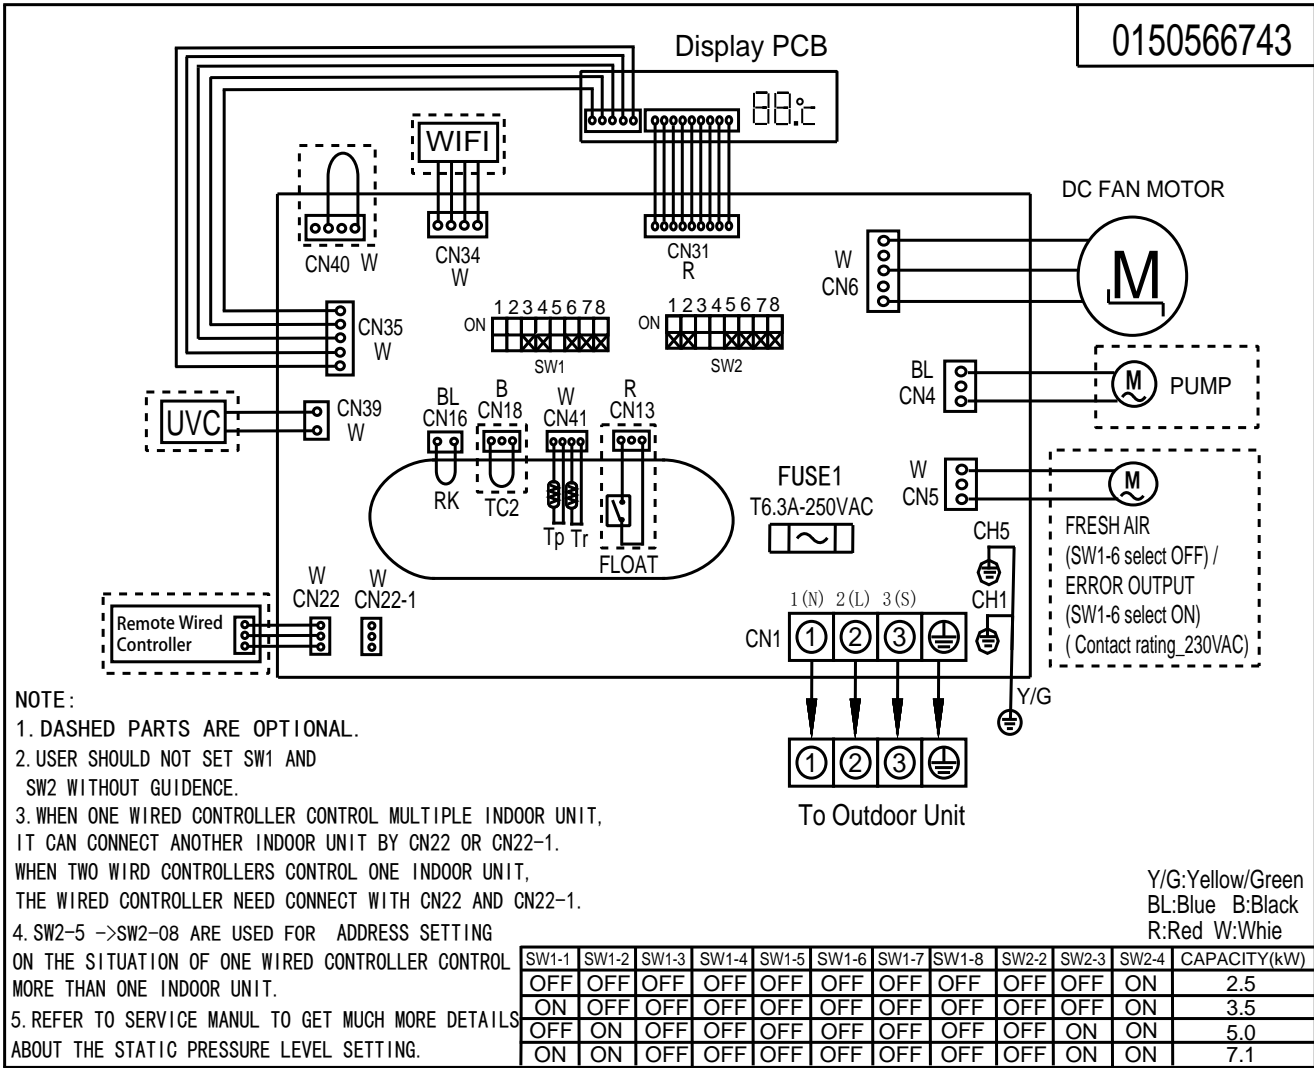 0150566743
Display PCB
88.°c
WIFI
CN40 W
CN34
W
CN31
R
DC FAN MOTOR
M
W
CN6
CN35
W
1 2 3 4 5 6 7 8
ON
SW1
1 2 3 4 5 6 7 8
ON
SW2
BL
CN4
M
PUMP
UVC
CN39
W
BL
CN16
B
CN18
W
CN41
R
CN13
RK
TC2
Tp Tr
FLOAT
FUSE1
T6.3A-250VAC
W
CN5
M
FRESH AIR
(SW1-6 select OFF) /
ERROR OUTPUT
(SW1-6 select ON)
( Contact rating_230VAC)
CH5
CH1
Y/G
Remote Wired
Controller
W
CN22
W
CN22-1
1(N) 2(L) 3(S)
CN1
1 2 3
1 2 3
To Outdoor Unit
NOTE:
1. DASHED PARTS ARE OPTIONAL.
2. USER SHOULD NOT SET SW1 AND
SW2 WITHOUT GUIDENCE.
3. WHEN ONE WIRED CONTROLLER CONTROL MULTIPLE INDOOR UNIT,
IT CAN CONNECT ANOTHER INDOOR UNIT BY CN22 OR CN22-1.
WHEN TWO WIRD CONTROLLERS CONTROL ONE INDOOR UNIT,
THE WIRED CONTROLLER NEED CONNECT WITH CN22 AND CN22-1.
4. SW2-5 ->SW2-08 ARE USED FOR ADDRESS SETTING
ON THE SITUATION OF ONE WIRED CONTROLLER CONTROL
MORE THAN ONE INDOOR UNIT.
5. REFER TO SERVICE MANUL TO GET MUCH MORE DETAILS
ABOUT THE STATIC PRESSURE LEVEL SETTING.
Y/G:Yellow/Green
BL:Blue B:Black
R:Red W:Whie
SW1-1 SW1-2 SW1-3 SW1-4 SW1-5 SW1-6 SW1-7 SW1-8 SW2-2 SW2-3 SW2-4 CAPACITY(kW)
OFF OFF OFF OFF OFF OFF OFF OFF OFF OFF ON 2.5
ON OFF OFF OFF OFF OFF OFF OFF OFF OFF ON 3.5
OFF ON OFF OFF OFF OFF OFF OFF OFF ON ON 5.0
ON ON OFF OFF OFF OFF OFF OFF OFF ON ON 7.1